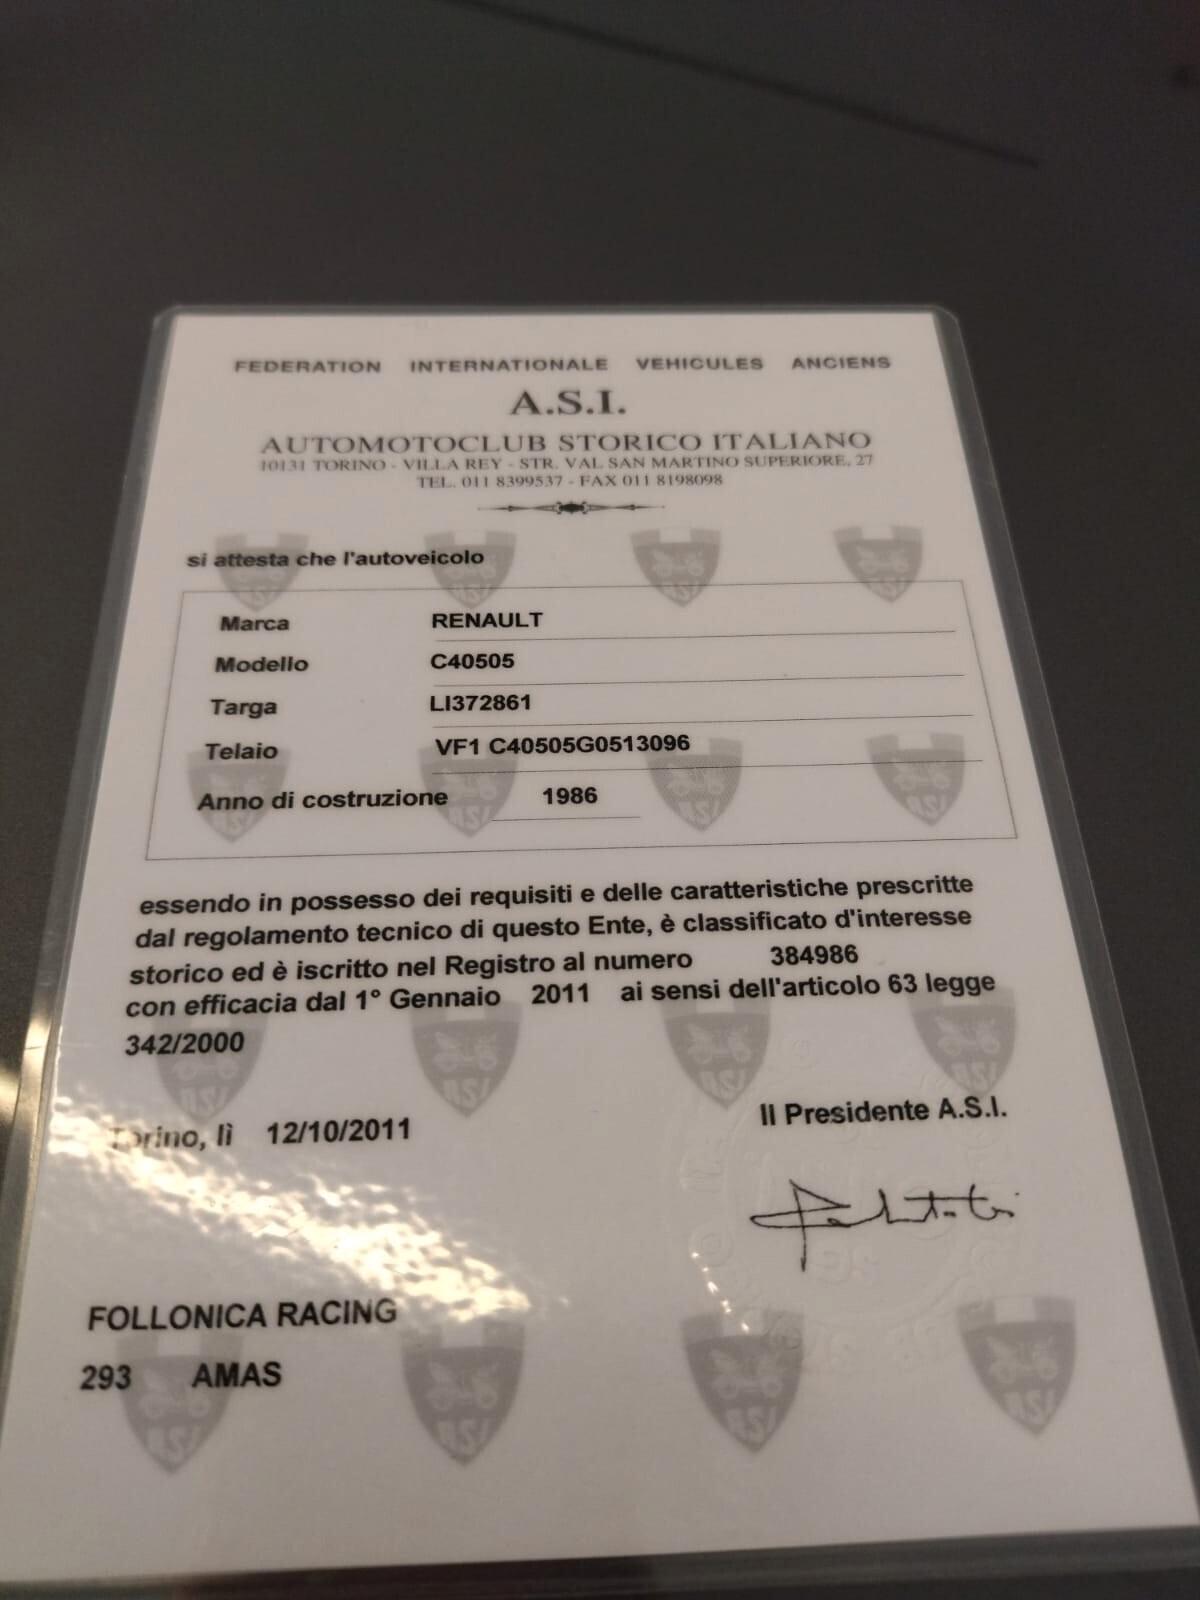 FEDERATION INTERNATIONALE VEHICULES ANCIENS
A.S.I.
AUTOMOTOCLUB STORICO ITALIANO
10131 TORINO - VILLA REY - STR. VAL SAN MARTINO SUPERIORE, 27
TEL. 011 8399537 - FAX 011 8198098
si attesta che l'autoveicolo
Marca RENAULT
Modello C40505
Targa LI372861
Telaio VF1 C40505G0513096
Anno di costruzione 1986
essendo in possesso dei requisiti e delle caratteristiche prescritte
dal regolamento tecnico di questo Ente, è classificato d'interesse
storico ed è iscritto nel Registro al numero 384986
con efficacia dal 1° Gennaio 2011 ai sensi dell'articolo 63 legge
342/2000
Torino, lì 12/10/2011
Il Presidente A.S.I.
FOLLONICA RACING
293 AMAS